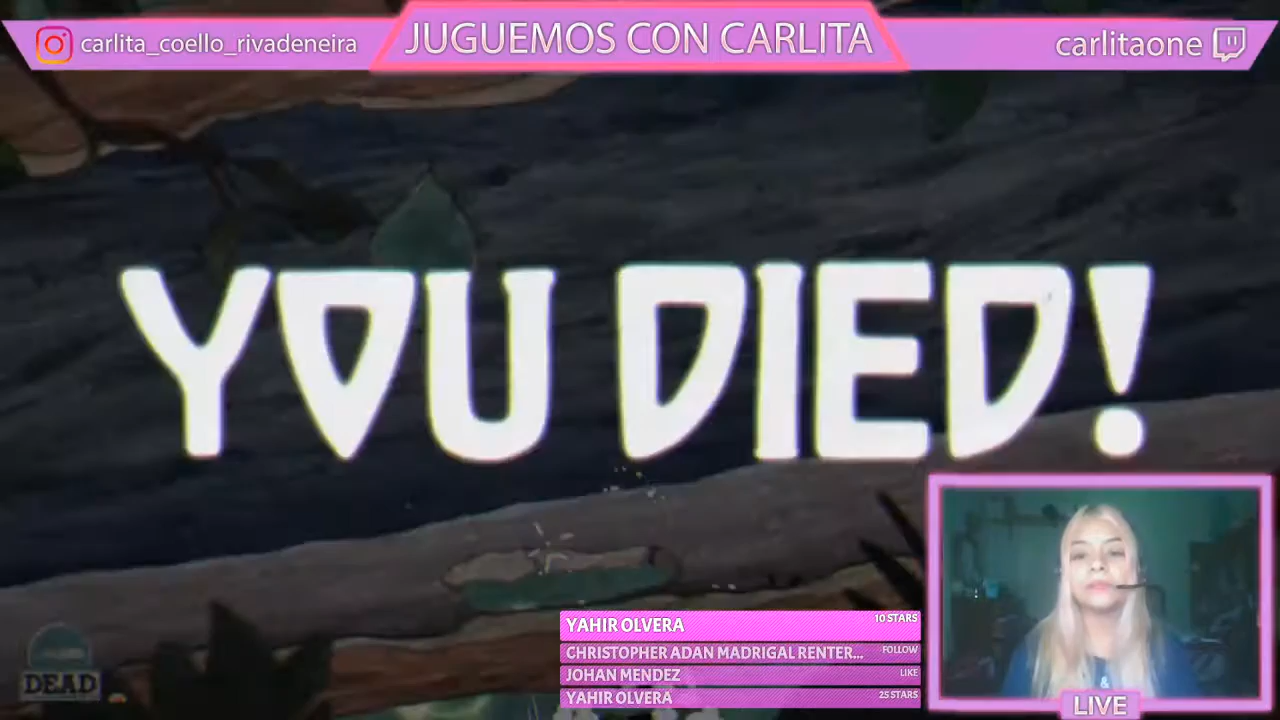 carlita_coello_rivadeneira
JUGUEMOS CON CARLITA
carlitaone
YOU DIED!
YAHIR OLVERA 10 STARS
CHRISTOPHER ADAN MADRIGAL RENTER... FOLLOW
JOHAN MENDEZ LIKE
YAHIR OLVERA 25 STARS
DEAD
LIVE